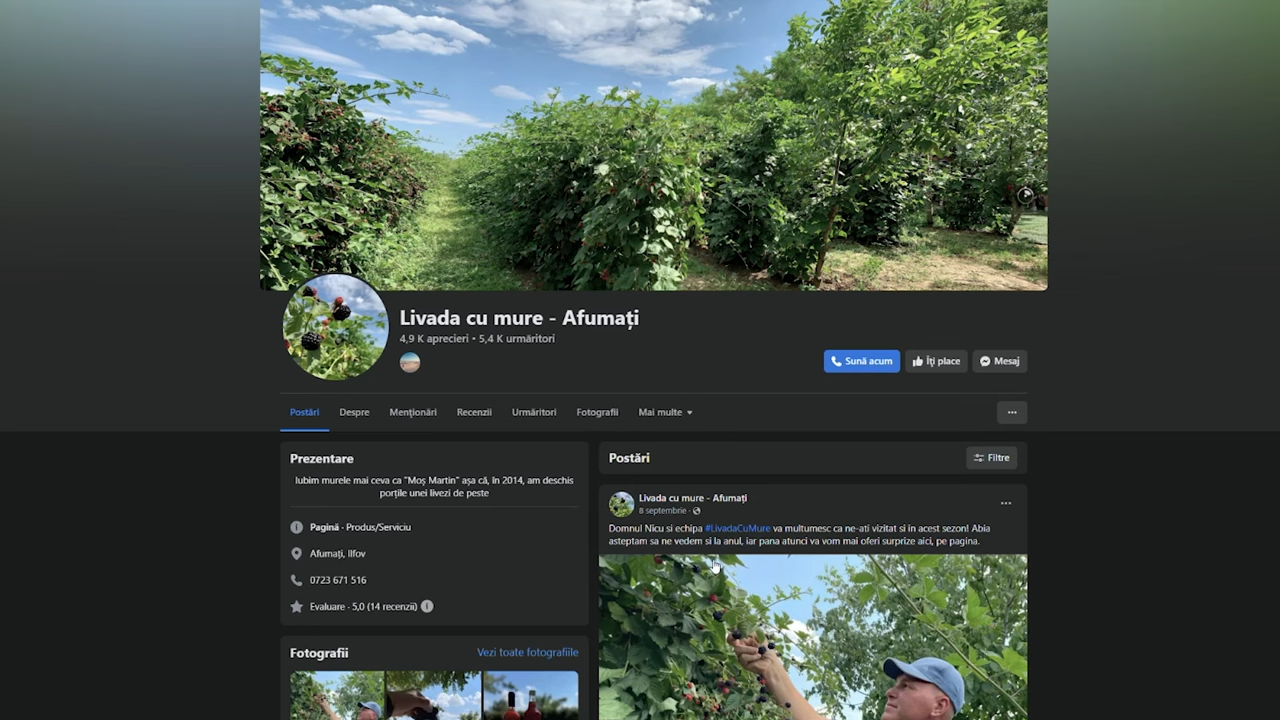 Livada cu mure - Afumați
4,9 K aprecieri • 5,4 K urmăritori
Sună acum
Îți place
Mesaj
Postări
Despre
Menționări
Recenzii
Urmăritori
Fotografii
Mai multe
Prezentare
Iubim murele mai ceva ca "Moș Martin" așa că, în 2014, am deschis
porțile unei livezi de peste
Pagină · Produs/Serviciu
Afumați, Ilfov
0723 671 516
Evaluare · 5,0 (14 recenzii)
Fotografii
Vezi toate fotografiile
Postări
Filtre
Livada cu mure - Afumați
8 septembrie ·
Domnul Nicu si echipa #LivadaCuMure va multumesc ca ne-ati vizitat si in acest sezon! Abia
asteptam sa ne vedem si la anul, iar pana atunci va vom mai oferi surprize aici, pe pagina.